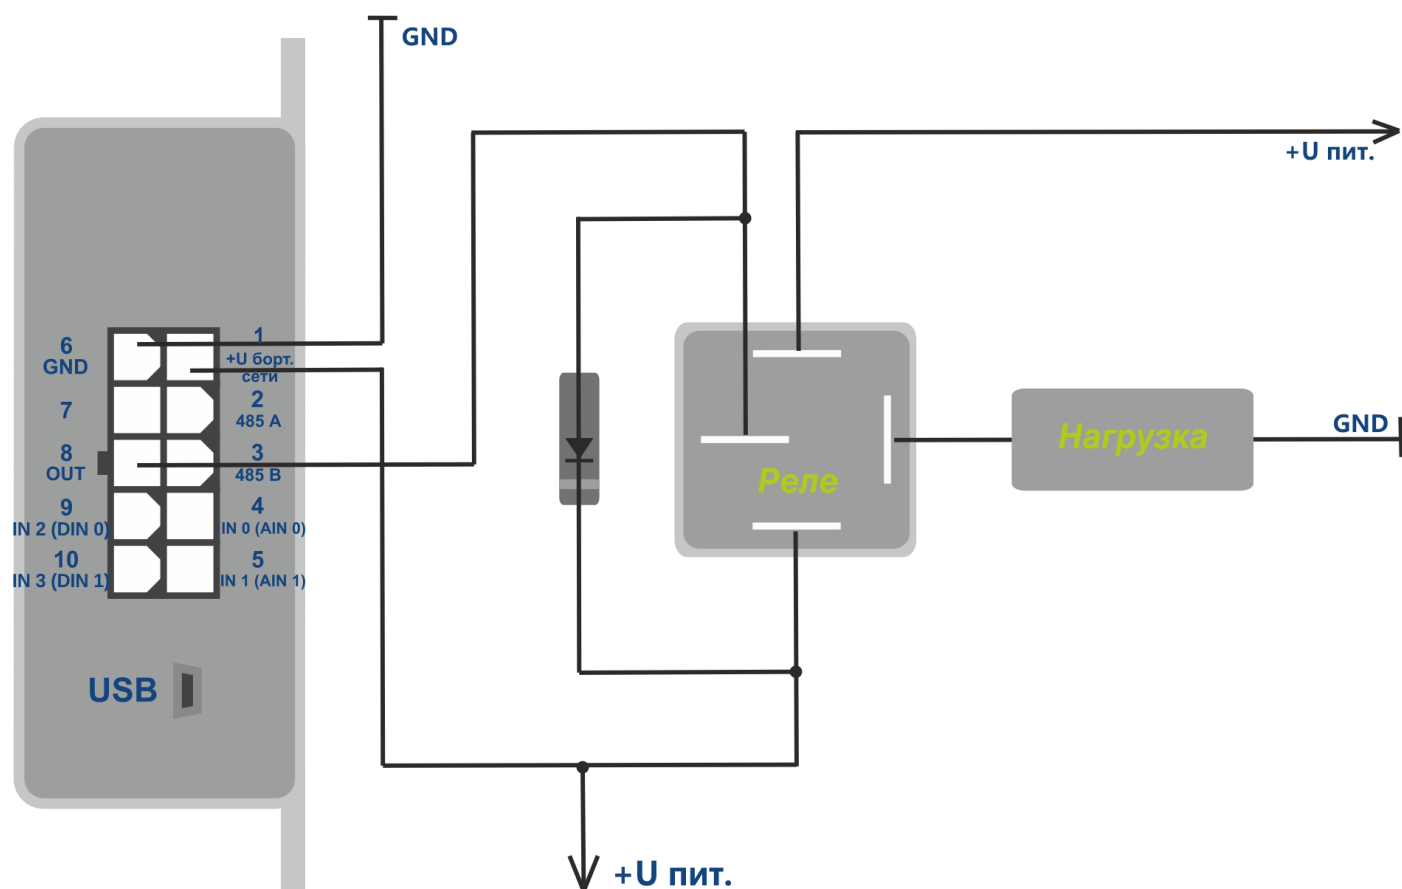 GND
+U пит.
6
GND
1
+U борт.
сети
7
2
485 A
8
OUT
3
485 B
9
IN 2 (DIN 0)
4
IN 0 (AIN 0)
10
IN 3 (DIN 1)
5
IN 1 (AIN 1)
USB
Реле
Нагрузка
GND
+U пит.